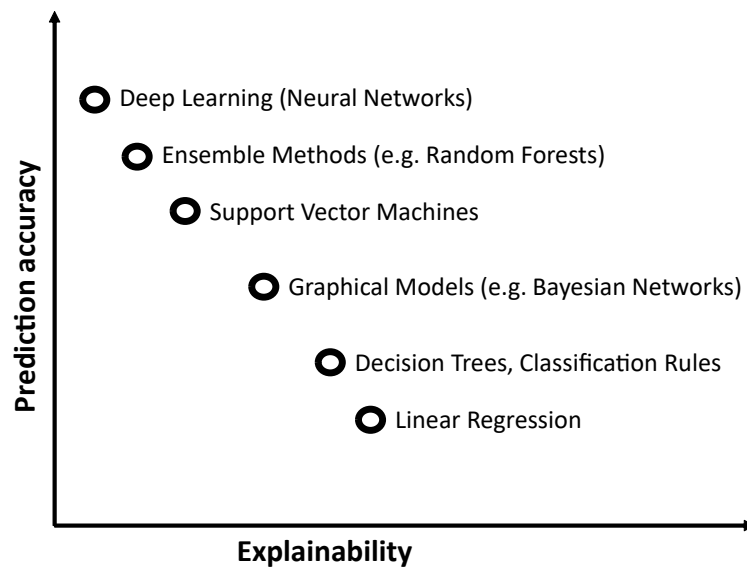 Deep Learning (Neural Networks)
Ensemble Methods (e.g. Random Forests)
Support Vector Machines
Graphical Models (e.g. Bayesian Networks)
Decision Trees, Classification Rules
Linear Regression
Prediction accuracy
Explainability